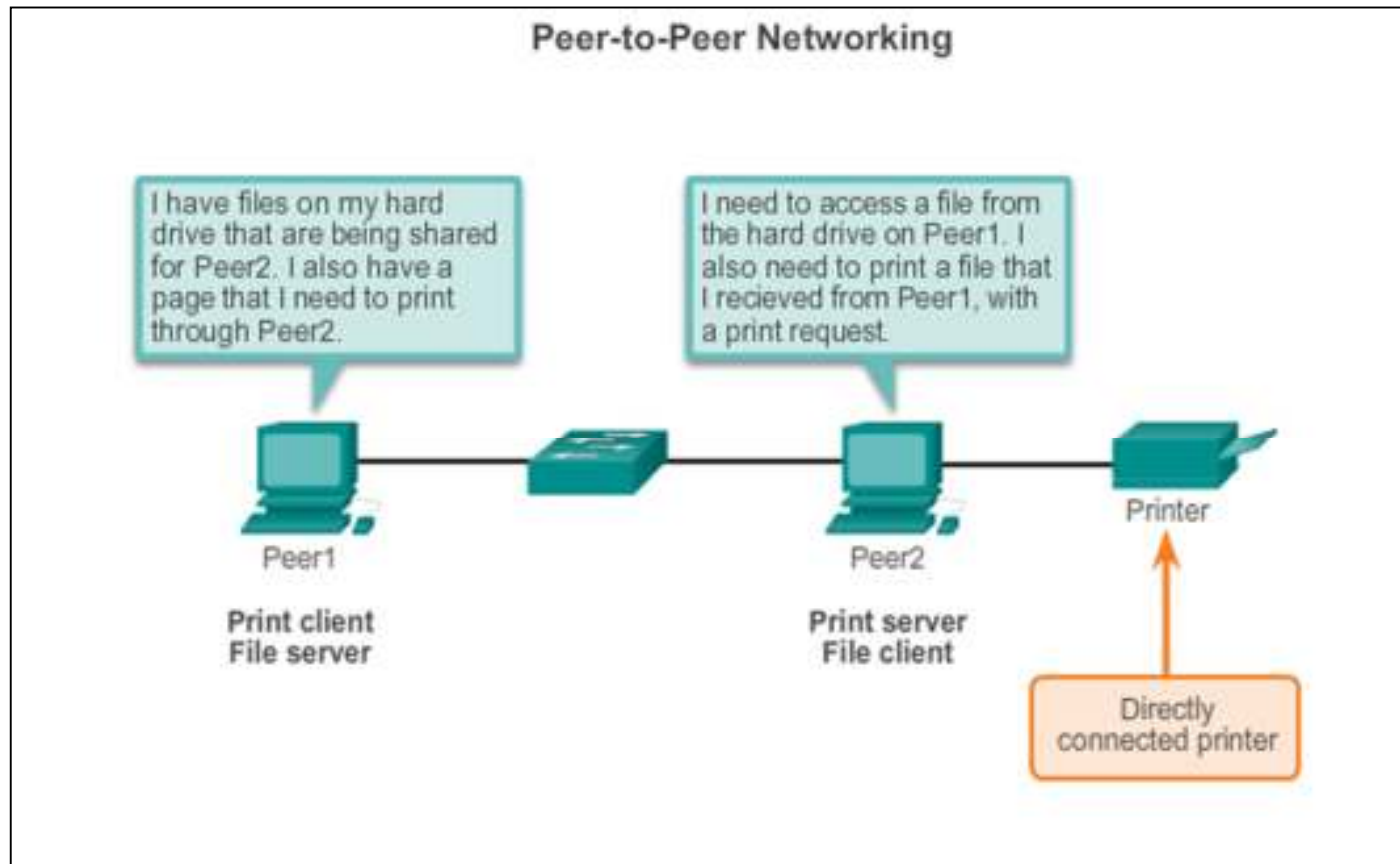 Peer-to-Peer Networking
I have files on my hard
drive that are being shared
for Peer2. I also have a
page that I need to print
through Peer2.
I need to access a file from
the hard drive on Peer1. I
also need to print a file that
I recieved from Peer1, with
a print request.
Peer1
Print client
File server
Peer2
Print server
File client
Printer
Directly
connected printer